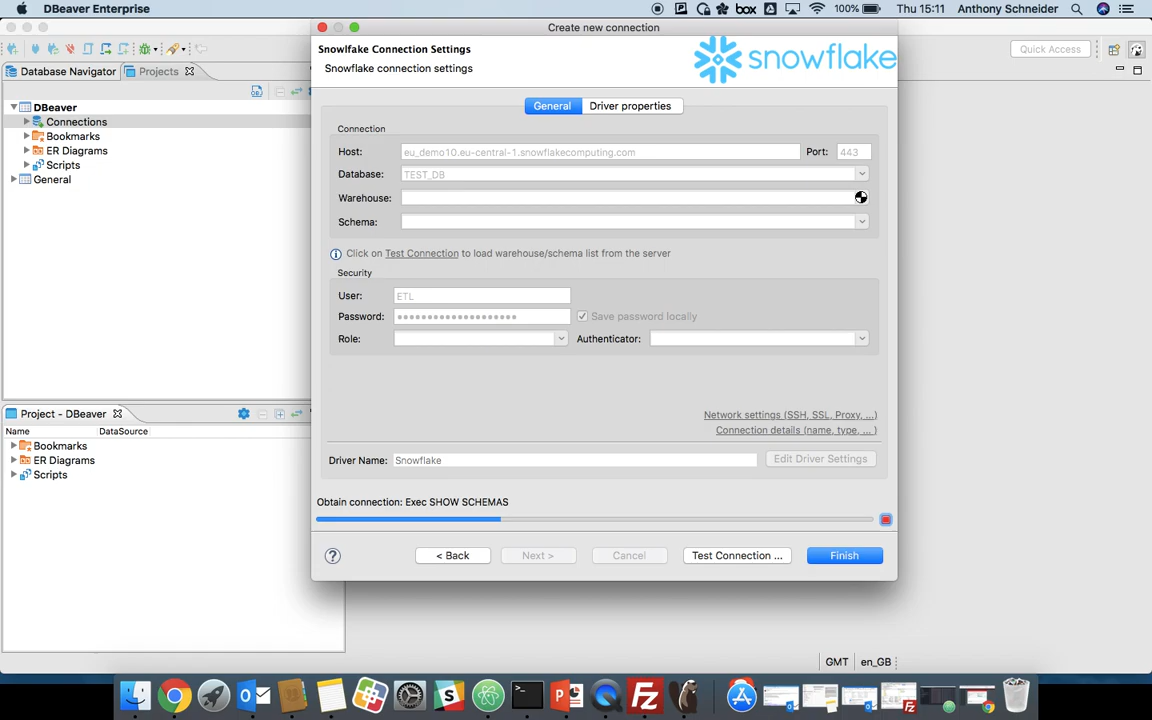 DBeaver Enterprise
box
100%
Thu 15:11
Anthony Schneider
Create new connection
Snowlfake Connection Settings
Snowflake connection settings
snowflake
Quick Access
Database Navigator
Projects
DBeaver
Connections
Bookmarks
ER Diagrams
Scripts
General
General
Driver properties
Connection
Host:
eu_demo10.eu-central-1.snowflakecomputing.com
Port:
443
Database:
TEST_DB
Warehouse:
Schema:
Click on Test Connection to load warehouse/schema list from the server
Security
User:
ETL
Password:
••••••••••••••••••••
Save password locally
Role:
Authenticator:
Network settings (SSH, SSL, Proxy, ...)
Connection details (name, type, ... )
Driver Name:
Snowflake
Edit Driver Settings
Obtain connection: Exec SHOW SCHEMAS
?
< Back
Next >
Cancel
Test Connection ...
Finish
Project - DBeaver
Name
DataSource
Bookmarks
ER Diagrams
Scripts
GMT
en_GB